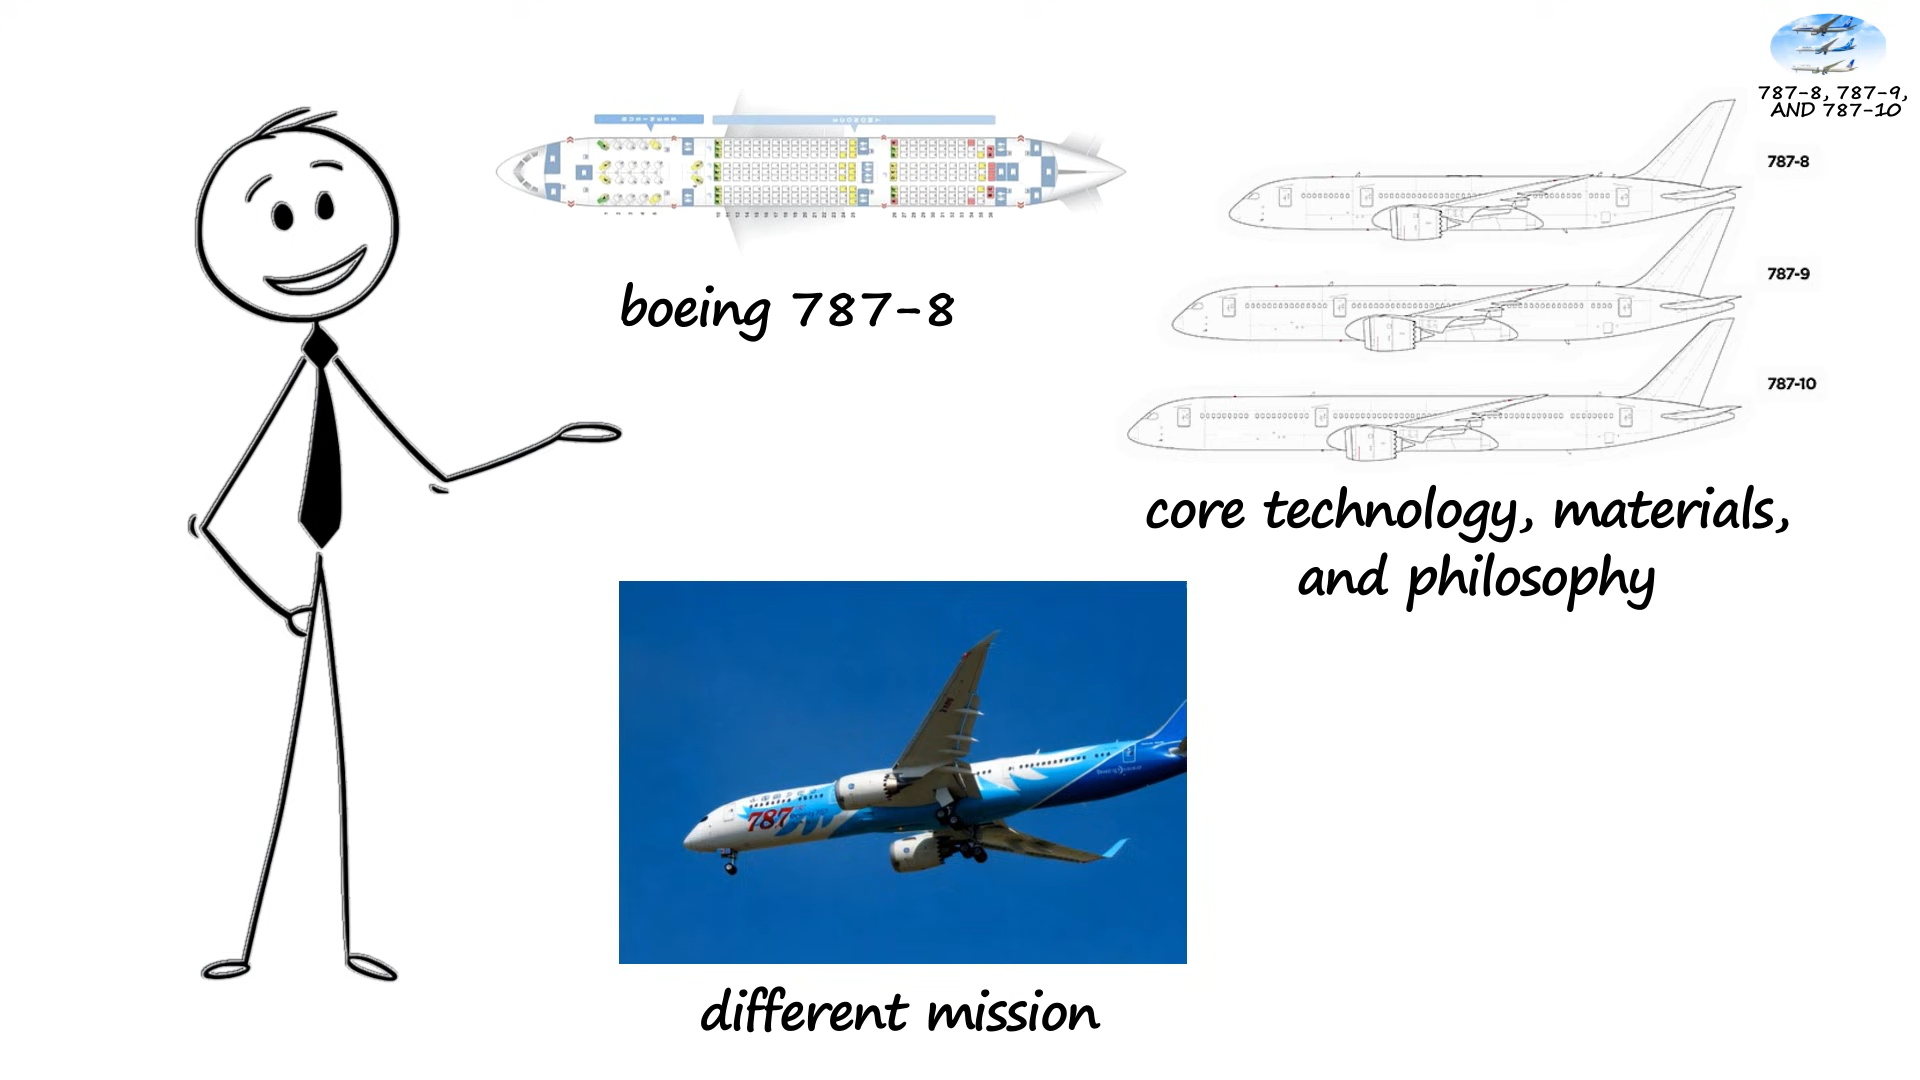 787-8, 787-9,
AND 787-10
boeing 787-8
787-8
787-9
787-10
core technology, materials,
and philosophy
787
different mission